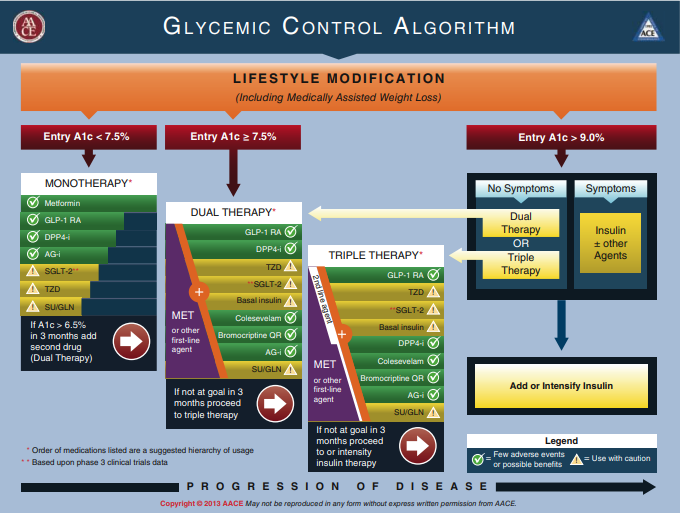 AACE
GLYCEMIC CONTROL ALGORITHM
ACE
LIFESTYLE MODIFICATION
(Including Medically Assisted Weight Loss)
Entry A1c < 7.5%
Entry A1c ≥ 7.5%
Entry A1c > 9.0%
MONOTHERAPY*
Metformin
GLP-1 RA
DPP4-i
AG-i
SGLT-2**
TZD
SU/GLN
If A1c > 6.5%
in 3 months add
second drug
(Dual Therapy)
DUAL THERAPY*
GLP-1 RA
DPP4-i
TZD
**SGLT-2
Basal insulin
Colesevelam
Bromocriptine QR
AG-i
SU/GLN
+
MET
or other
first-line
agent
If not at goal in 3
months proceed
to triple therapy
TRIPLE THERAPY*
GLP-1 RA
TZD
**SGLT-2
Basal insulin
DPP4-i
Colesevelam
Bromocriptine QR
AG-i
SU/GLN
2nd line agent
+
MET
or other
first-line
agent
If not at goal in 3
months proceed
to or intensify
insulin therapy
No Symptoms
Dual
Therapy
OR
Triple
Therapy
Symptoms
Insulin
± other
Agents
Add or Intensify Insulin
* Order of medications listed are a suggested hierarchy of usage
** Based upon phase 3 clinical trials data
Legend
= Few adverse events
or possible benefits
= Use with caution
PROGRESSION OF DISEASE
Copyright © 2013 AACE May not be reproduced in any form without express written permission from AACE.